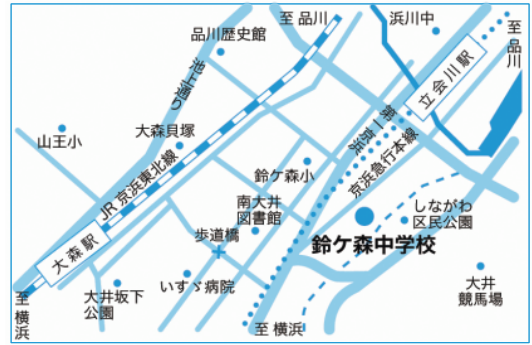 至 品川
浜川中
至
品川
品川歴史館
立会川駅
池上通り
第一京浜
京浜急行本線
大森貝塚
山王小
JR 京浜東北線
鈴ケ森小
南大井
図書館
しながわ
区民公園
歩道橋
大森駅
鈴ケ森中学校
いすゞ病院
大井坂下
公園
大井
競馬場
至
横浜
至 横浜